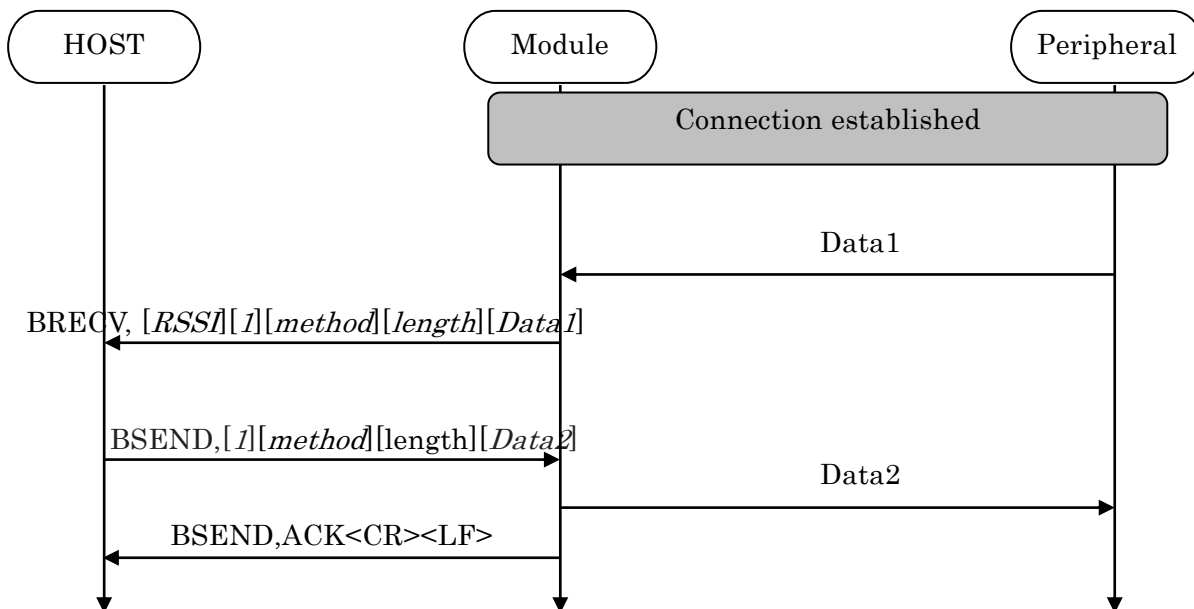 HOST
Module
Peripheral
Connection established
Data1
BRECV, [RSSI][1][method][length][Data1]
BSEND,[1][method][length][Data2]
Data2
BSEND,ACK<CR><LF>